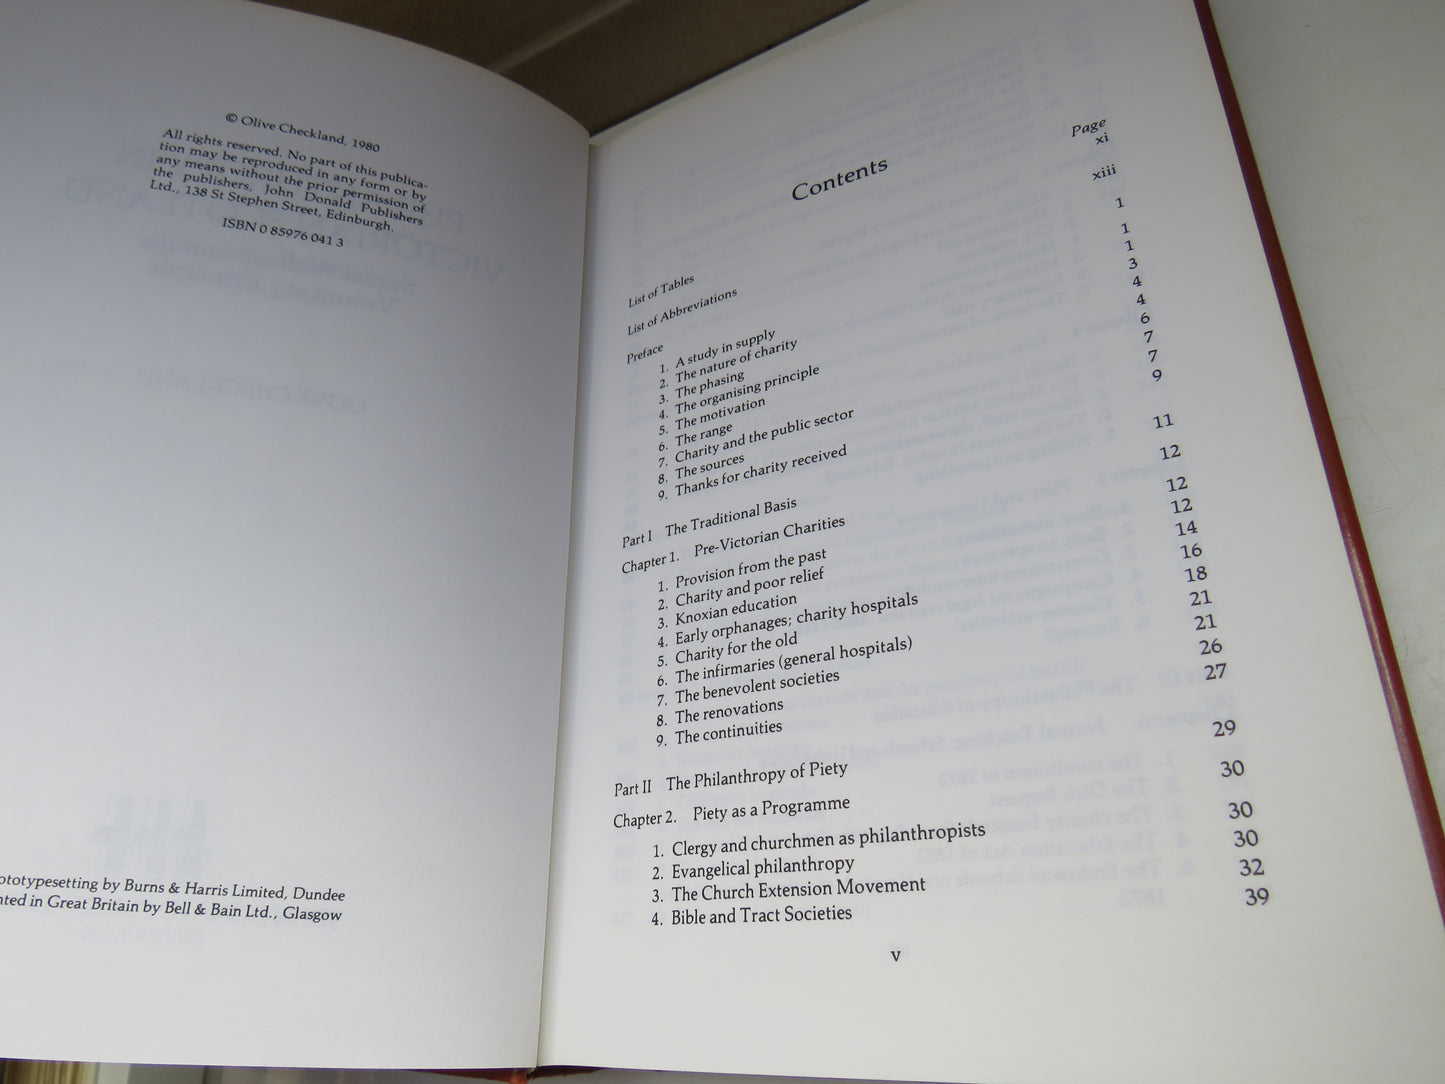 © Olive Checkland, 1980
All rights reserved. No part of this publica-
tion may be reproduced in any form or by
any means without the prior permission of
the publishers, John Donald Publishers
Ltd., 138 St Stephen Street, Edinburgh.
ISBN 0 85976 041 3
ototypesetting by Burns & Harris Limited, Dundee
nted in Great Britain by Bell & Bain Ltd., Glasgow
Contents
Page
List of Tables xi
List of Abbreviations xiii
Preface 1
1. A study in supply 1
2. The nature of charity 1
3. The phasing 3
4. The organising principle 4
5. The motivation 4
6. The range 6
7. Charity and the public sector 7
8. The sources 7
9. Thanks for charity received 9
Part I The Traditional Basis 11
Chapter 1. Pre-Victorian Charities 12
1. Provision from the past 12
2. Charity and poor relief 12
3. Knoxian education 14
4. Early orphanages; charity hospitals 16
5. Charity for the old 18
6. The infirmaries (general hospitals) 21
7. The benevolent societies 21
8. The renovations 26
9. The continuities 27
Part II The Philanthropy of Piety 29
Chapter 2. Piety as a Programme 30
1. Clergy and churchmen as philanthropists 30
2. Evangelical philanthropy 30
3. The Church Extension Movement 32
4. Bible and Tract Societies 39
v